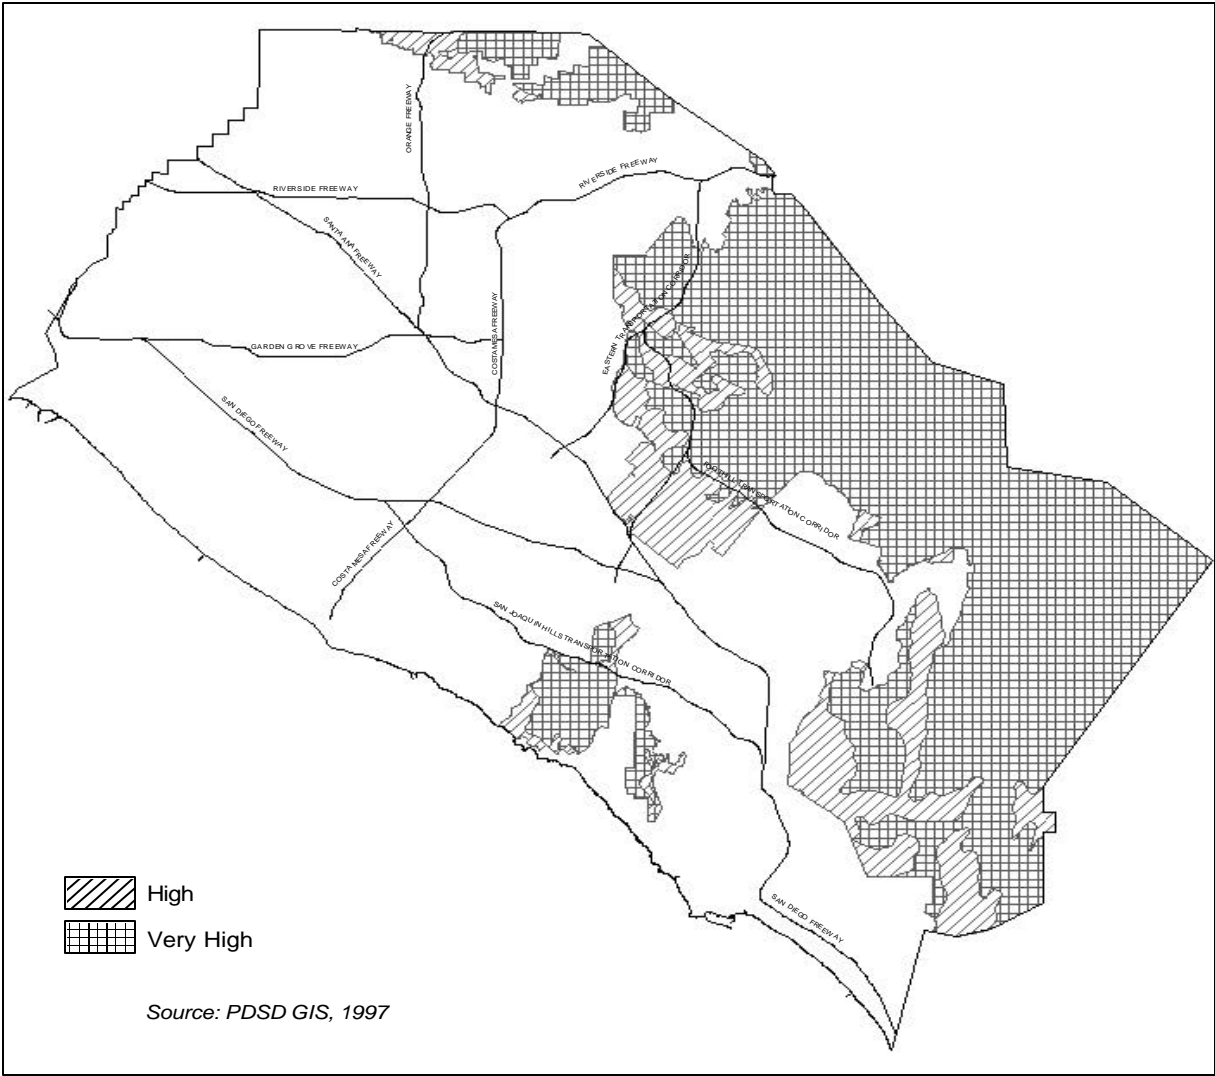 ORANGE FREEWAY
RIVERSIDE FREEWAY
RIVERSIDE FREEWAY
SANTA ANA FREEWAY
EASTERN TRANSPORTATION CORRIDOR
COSTA MESA FREEWAY
GARDEN GROVE FREEWAY
SAN DIEGO FREEWAY
FOOTHILL TRANSPORTATION CORRIDOR
COSTA MESA FREEWAY
SAN JOAQUIN HILLS TRANSPORTATION CORRIDOR
SAN DIEGO FREEWAY
High
Very High
Source: PDSD GIS, 1997